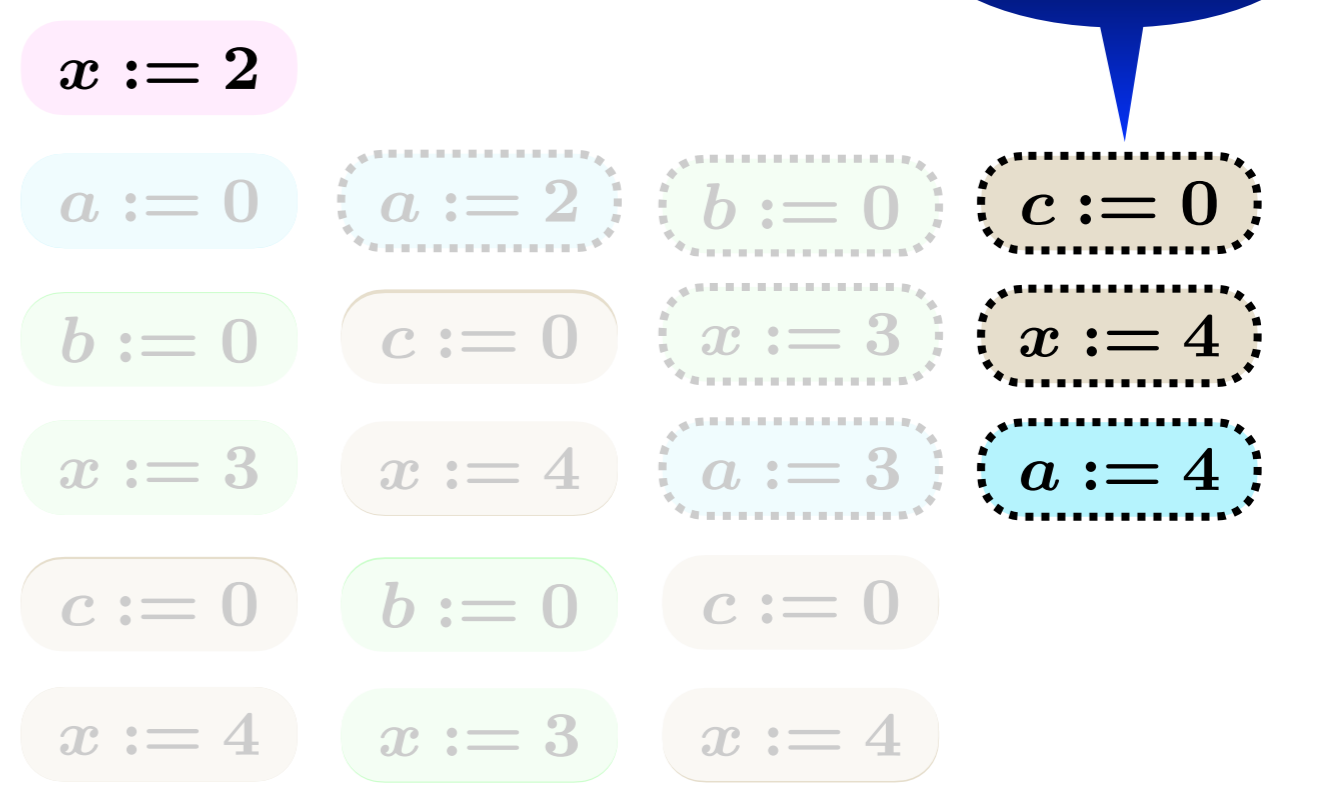 x := 2
a := 0 a := 2 b := 0 c := 0
b := 0 c := 0 x := 3 x := 4
x := 3 x := 4 a := 3 a := 4
c := 0 b := 0 c := 0
x := 4 x := 3 x := 4